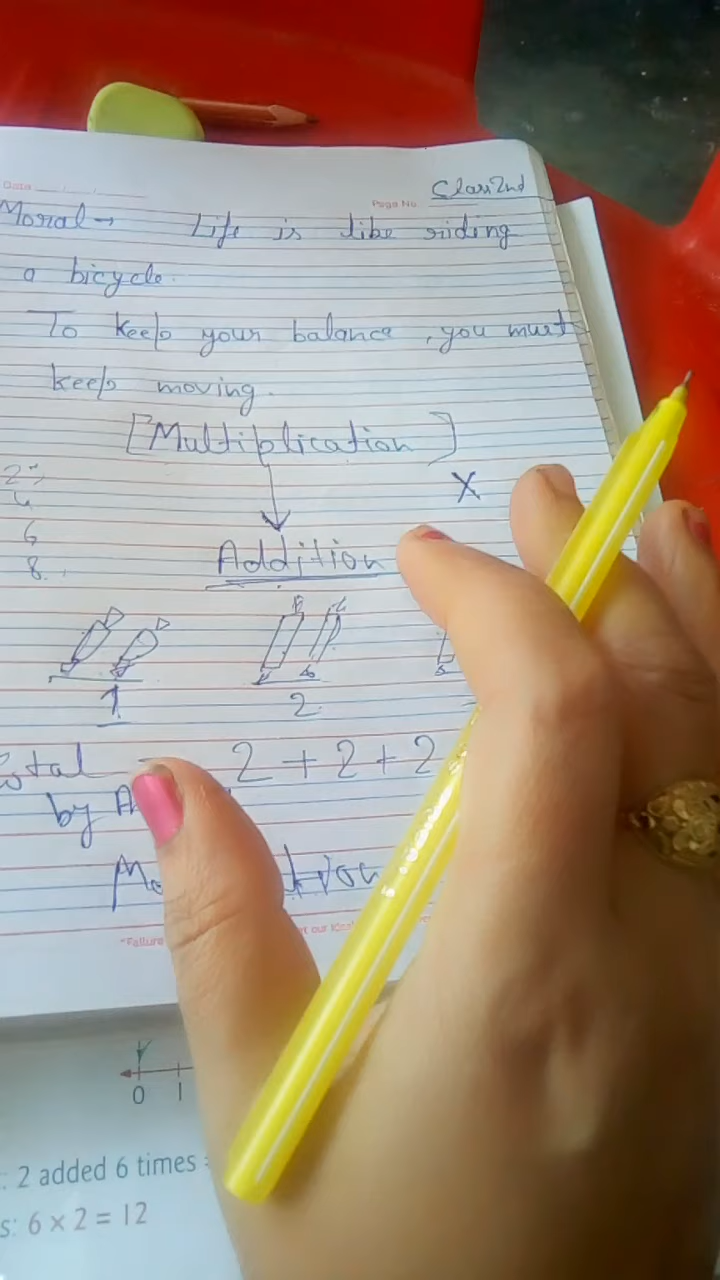 Date
Page No.
Class 2nd
Moral → Life is like riding
a bicycle.
To keep your balance, you must
keep moving.
[Multiplication]
X
2
4
6
8
Addition
1 2
2 + 2 + 2
by
"Failure
0 1
: 2 added 6 times =
s: 6 x 2 = 12